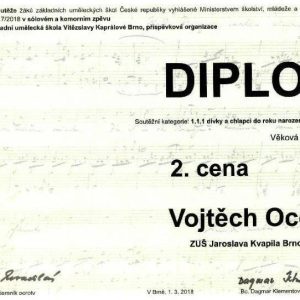 utěže žáků základních uměleckých škol České republiky vyhlášené Ministerstvem školství, mládeže a
7/2018 v sólovém a komorním zpěvu
adní umělecká škola Vítězslavy Kaprálové Brno, příspěvkové organizace
DIPLO
Soutěžní kategorie: 1.1.1 dívky a chlapci do roku narozen
Věková
2. cena
Vojtěch Oc
ZUŠ Jaroslava Kvapila Brno
V Brně, 1. 3. 2018
Bc. Dagmar Klementov